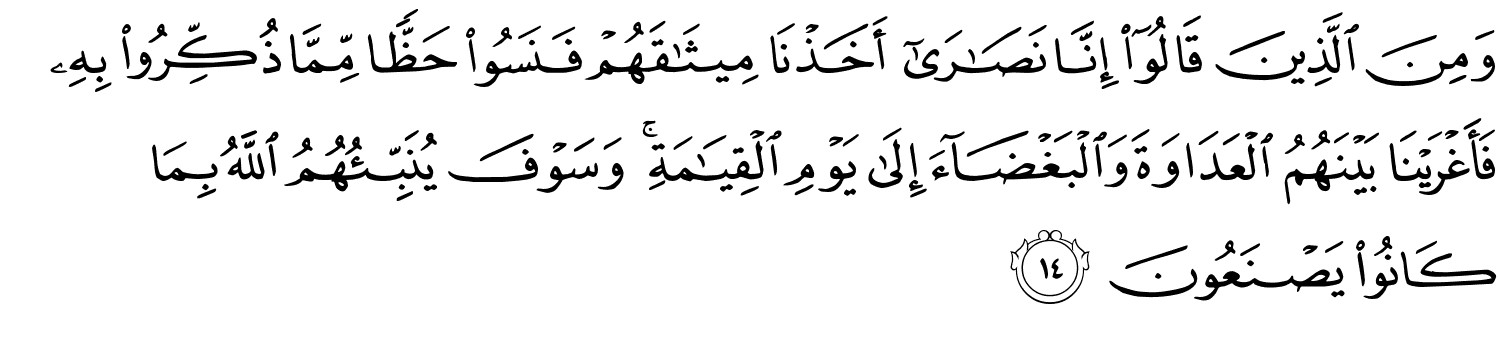 وَمِنَ ٱلَّذِينَ قَالُوٓا۟ إِنَّا نَصَـٰرَىٰٓ أَخَذْنَا مِيثَـٰقَهُمْ فَنَسُوا۟ حَظًّا مِّمَّا ذُكِّرُوا۟ بِهِۦ
فَأَغْرَيْنَا بَيْنَهُمُ ٱلْعَدَاوَةَ وَٱلْبَغْضَآءَ إِلَىٰ يَوْمِ ٱلْقِيَـٰمَةِ ۚ وَسَوْفَ يُنَبِّئُهُمُ ٱللَّهُ بِمَا
كَانُوا۟ يَصْنَعُونَ ١٤